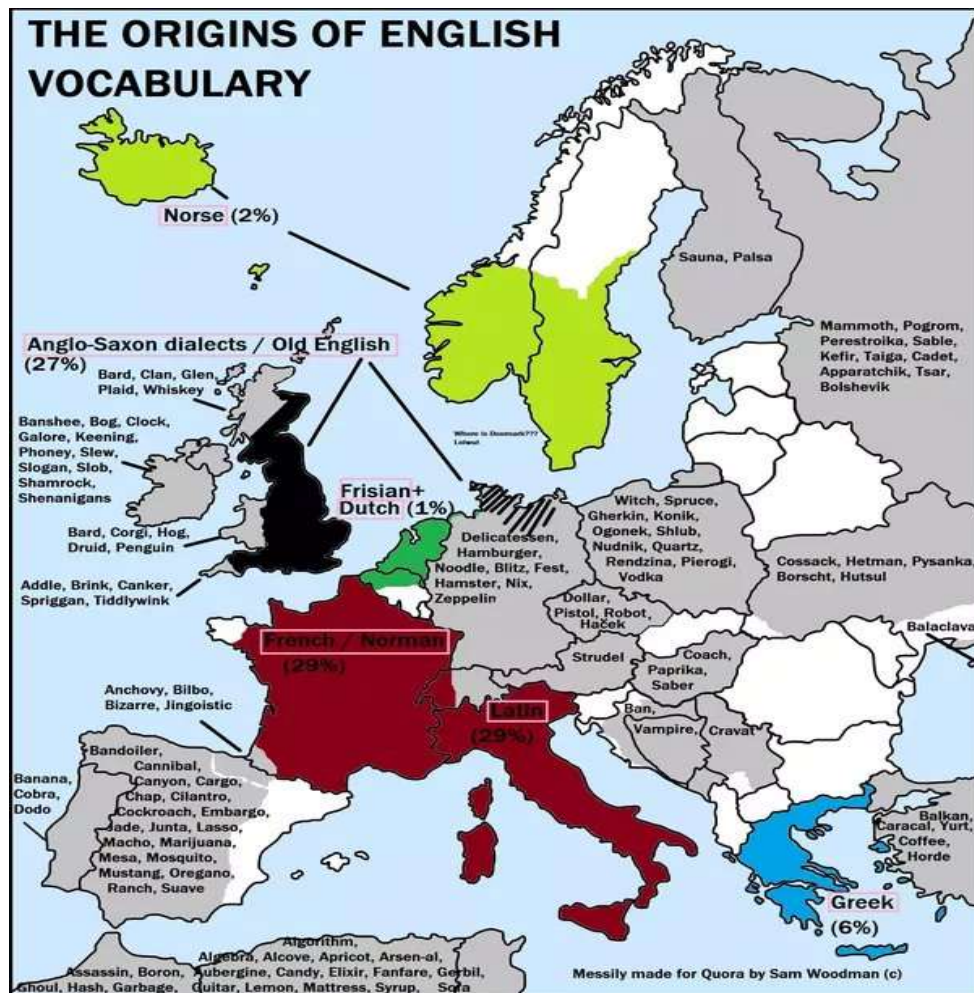 THE ORIGINS OF ENGLISH
VOCABULARY
Norse (2%)
Sauna, Palsa
Mammoth, Pogrom,
Perestroika, Sable,
Kefir, Taiga, Cadet,
Apparatchik, Tsar,
Bolshevik
Anglo-Saxon dialects / Old English
(27%)
Bard, Clan, Glen,
Plaid, Whiskey
Banshee, Bog, Clock,
Galore, Keening,
Phoney, Slew,
Slogan, Slob,
Shamrock,
Shenanigans
Where is Denmark???
Lolwut
Frisian+
Dutch (1%)
Bard, Corgi, Hog,
Druid, Penguin
Addle, Brink, Canker,
Spriggan, Tiddlywink
Delicatessen,
Hamburger,
Noodle, Blitz, Fest,
Hamster, Nix,
Zeppelin
Witch, Spruce,
Gherkin, Konik,
Ogonek, Shlub,
Nudnik, Quartz,
Rendzina, Pierogi,
Vodka
Cossack, Hetman, Pysanka,
Borscht, Hutsul
Dollar,
Pistol, Robot,
Haček
Strudel
Coach,
Paprika,
Saber
Balaclava
French / Norman
(29%)
Latin
(29%)
Ban,
Vampire,
Cravat
Anchovy, Bilbo,
Bizarre, Jingoistic
Banana,
Cobra,
Dodo
Bandoiler,
Cannibal,
Canyon, Cargo,
Chap, Cilantro,
Cockroach, Embargo,
Jade, Junta, Lasso,
Macho, Marijuana,
Mesa, Mosquito,
Mustang, Oregano,
Ranch, Suave
Balkan,
Caracal, Yurt,
Coffee,
Horde
Greek
(6%)
Algorithm,
Algebra, Alcove, Apricot, Arsen-al,
Assassin, Boron, Aubergine, Candy, Elixir, Fanfare, Gerbil,
Ghoul, Hash, Garbage, Guitar, Lemon, Mattress, Syrup, Sofa
Messily made for Quora by Sam Woodman (c)